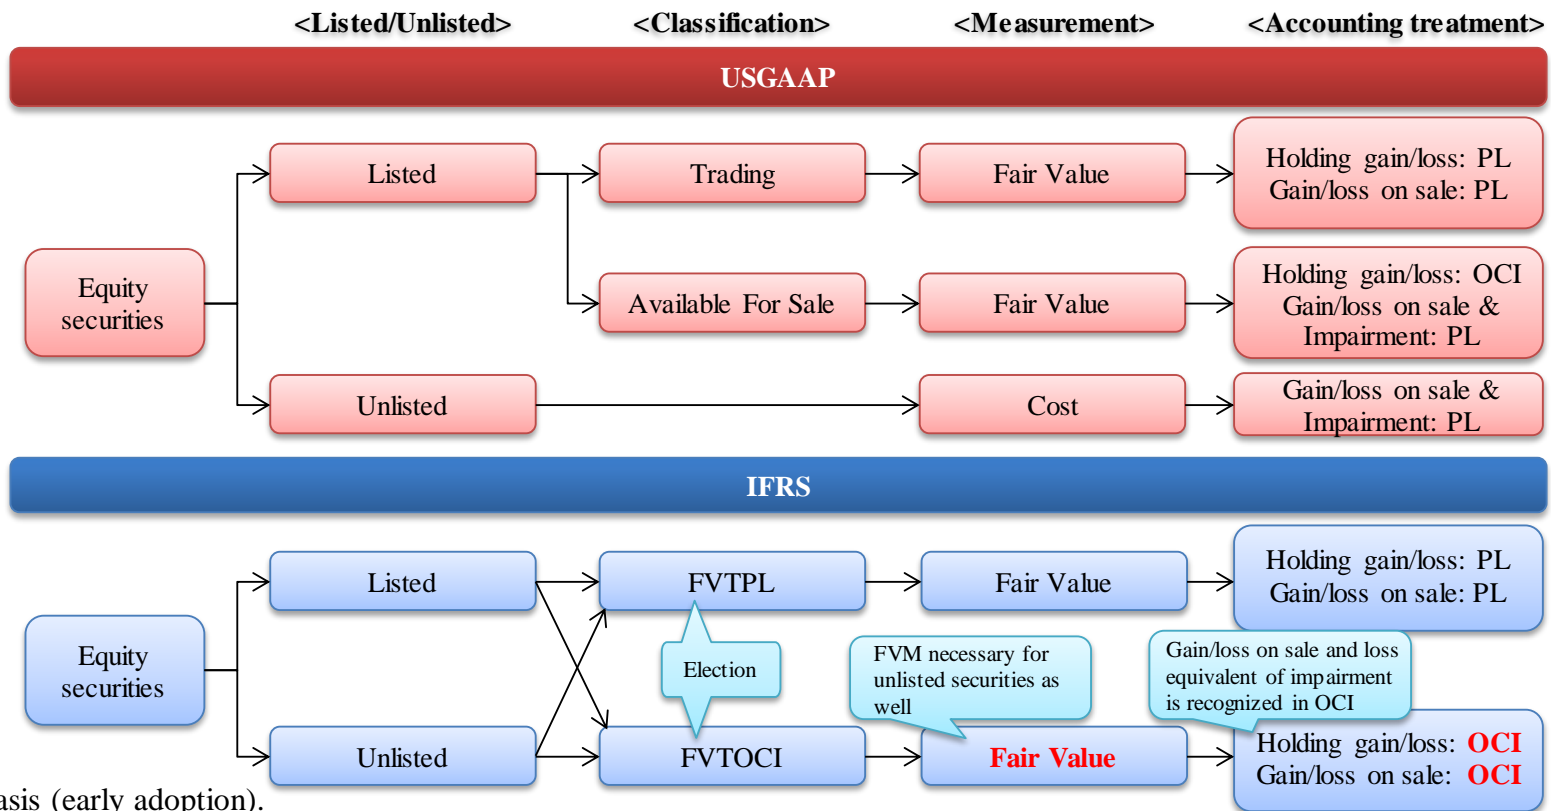 <Listed/Unlisted> <Classification> <Measurement> <Accounting treatment>
USGAAP
Listed
Trading
Fair Value
Holding gain/loss: PL
Gain/loss on sale: PL
Equity
securities
Available For Sale
Fair Value
Holding gain/loss: OCI
Gain/loss on sale &
Impairment: PL
Unlisted
Cost
Gain/loss on sale &
Impairment: PL
IFRS
Listed
FVTPL
Fair Value
Holding gain/loss: PL
Gain/loss on sale: PL
Equity
securities
Election
FVM necessary for
unlisted securities as
well
Gain/loss on sale and loss
equivalent of impairment
is recognized in OCI
Unlisted
FVTOCI
Fair Value
Holding gain/loss: OCI
Gain/loss on sale: OCI
(early adoption).